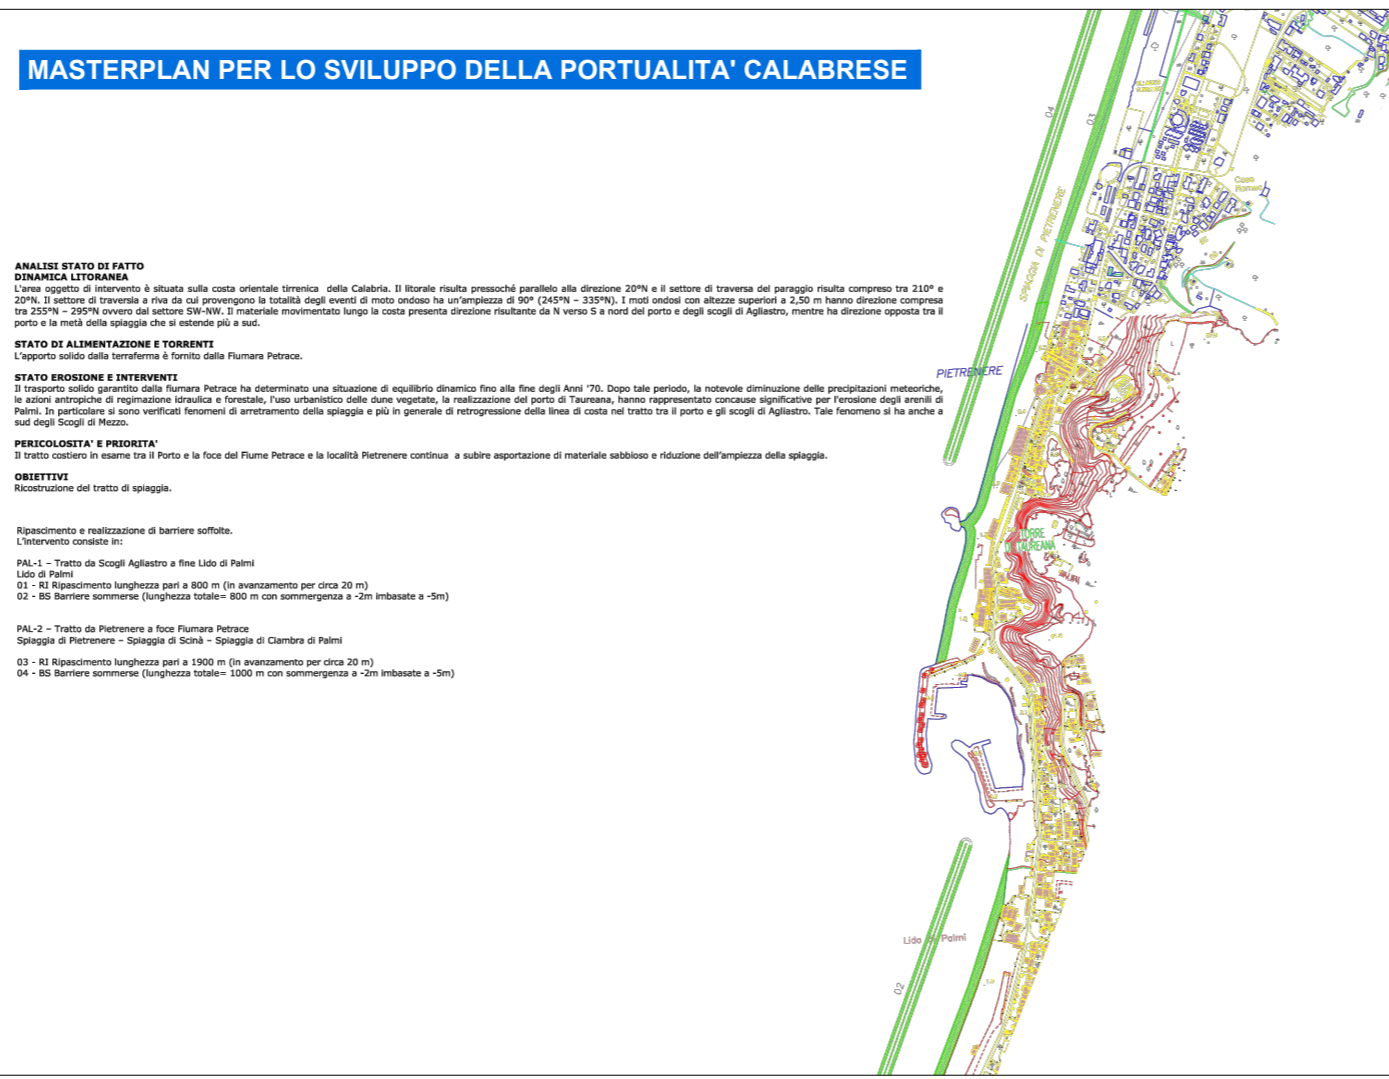 MASTERPLAN PER LO SVILUPPO DELLA PORTUALITA' CALABRESE
ANALISI STATO DI FATTO
DINAMICA LITORANEA
L'area oggetto di intervento è situata sulla costa orientale tirrenica della Calabria. Il litorale risulta pressoché parallelo alla direzione 20°N e il settore di traversa del paraggio risulta compreso tra 210° e
20°N. Il settore di traversia a riva da cui provengono la totalità degli eventi di moto ondoso ha un'ampiezza di 90° (245°N – 335°N). I moti ondosi con altezze superiori a 2,50 m hanno direzione compresa
tra 255°N – 295°N ovvero dal settore SW-NW. Il materiale movimentato lungo la costa presenta direzione risultante da N verso S a nord del porto e degli scogli di Agliastro, mentre ha direzione opposta tra il
porto e la metà della spiaggia che si estende più a sud.
STATO DI ALIMENTAZIONE E TORRENTI
L'apporto solido dalla terraferma è fornito dalla Fiumara Petrace.
STATO EROSIONE E INTERVENTI
Il trasporto solido garantito dalla fiumara Petrace ha determinato una situazione di equilibrio dinamico fino alla fine degli Anni '70. Dopo tale periodo, la notevole diminuzione delle precipitazioni meteoriche,
le azioni antropiche di regimazione idraulica e forestale, l'uso urbanistico delle dune vegetate, la realizzazione del porto di Taureana, hanno rappresentato concause significative per l'erosione degli arenili di
Palmi. In particolare si sono verificati fenomeni di arretramento della spiaggia e più in generale di retrogressione della linea di costa nel tratto tra il porto e gli scogli di Agliastro. Tale fenomeno si ha anche a
sud degli Scogli di Mezzo.
PERICOLOSITA' E PRIORITA'
Il tratto costiero in esame tra il Porto e la foce del Fiume Petrace e la località Pietrenere continua a subire asportazione di materiale sabbioso e riduzione dell'ampiezza della spiaggia.
OBIETTIVI
Ricostruzione del tratto di spiaggia.
Ripascimento e realizzazione di barriere soffolte.
L'intervento consiste in:
PAL-1 – Tratto da Scogli Agliastro a fine Lido di Palmi
Lido di Palmi
01 - RI Ripascimento lunghezza pari a 800 m (in avanzamento per circa 20 m)
02 - BS Barriere sommerse (lunghezza totale= 800 m con sommergenza a -2m imbasate a -5m)
PAL-2 – Tratto da Pietrenere a foce Fiumara Petrace
Spiaggia di Pietrenere – Spiaggia di Scinà – Spiaggia di Ciambra di Palmi
03 - RI Ripascimento lunghezza pari a 1900 m (in avanzamento per circa 20 m)
04 - BS Barriere sommerse (lunghezza totale= 1000 m con sommergenza a -2m imbasate a -5m)
04
03
SPIAGGIA DI PIETRENERE
Casa
PIETRENERE
TORRE
TAUREANA
Lido di Palmi
02